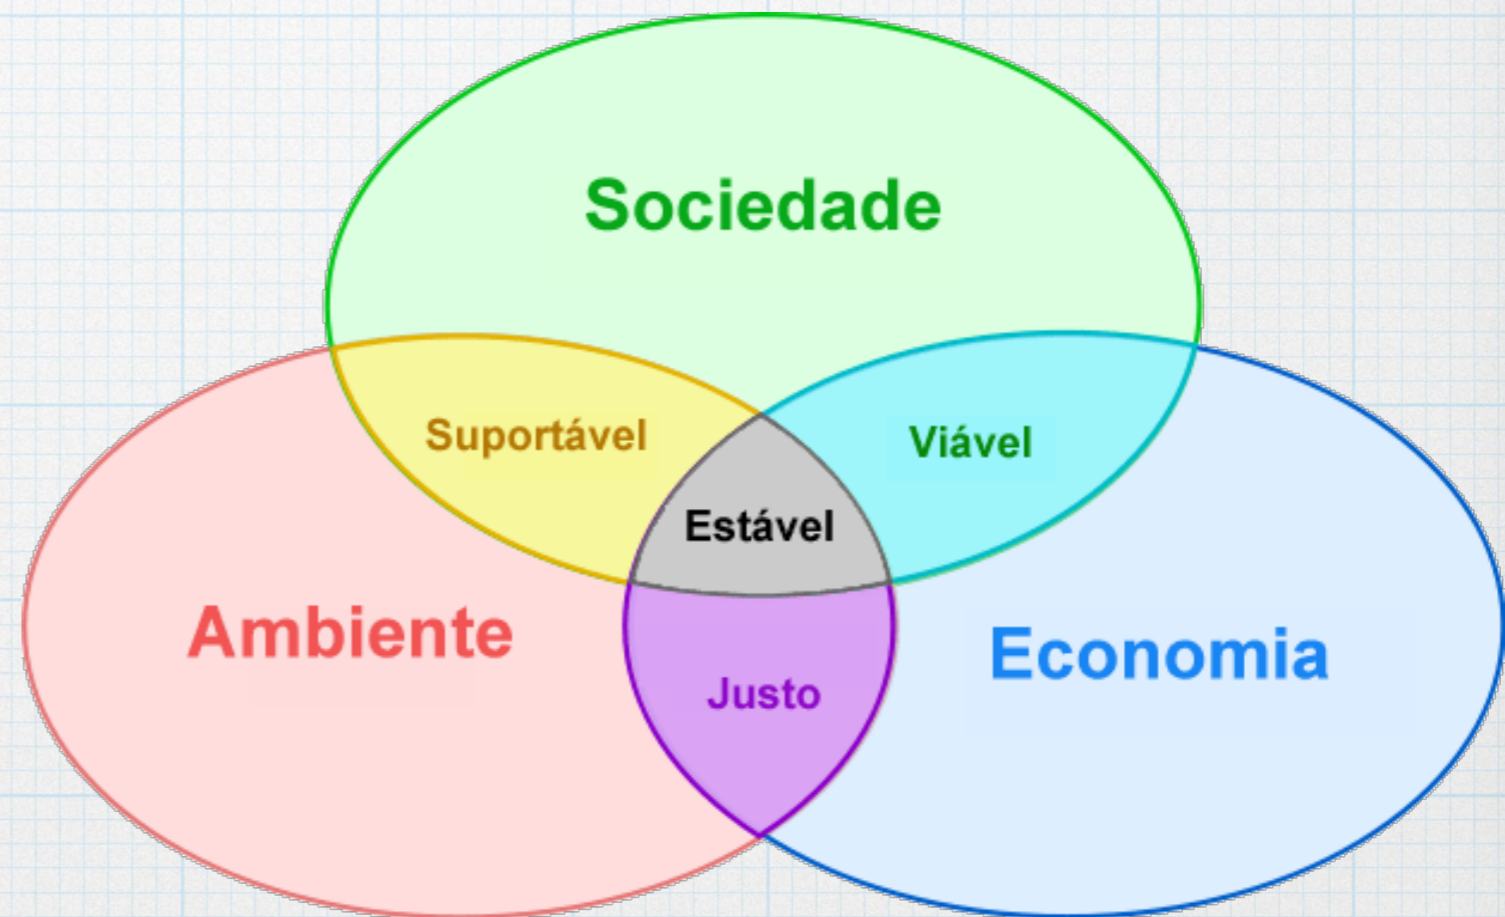 Sociedade
Suportável
Viável
Estável
Ambiente
Economia
Justo